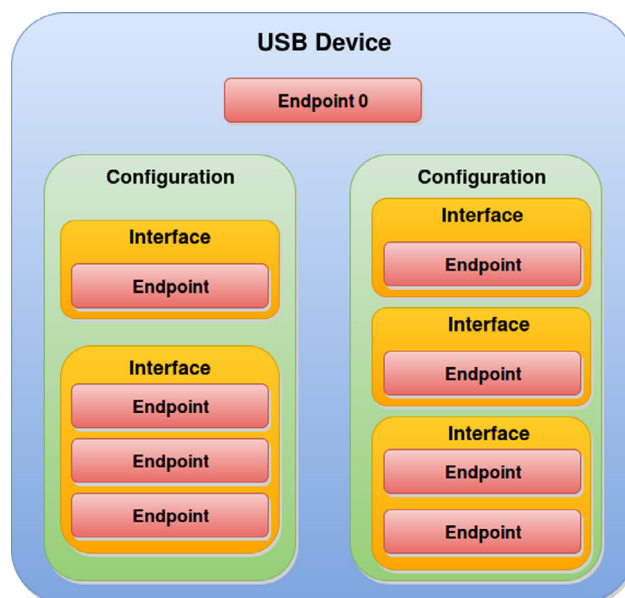 USB Device
Endpoint 0
Configuration
Interface
Endpoint
Interface
Endpoint
Endpoint
Endpoint
Configuration
Interface
Endpoint
Interface
Endpoint
Interface
Endpoint
Endpoint